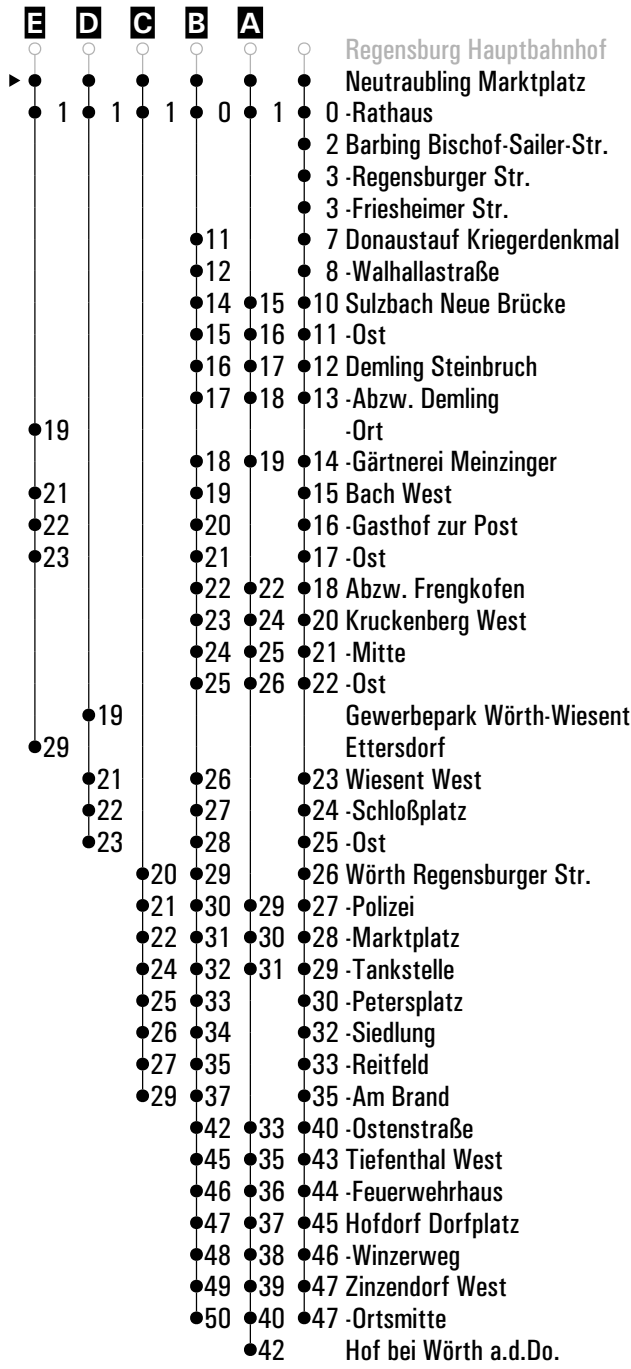 E D C B A
Regensburg Hauptbahnhof
Neutraubling Marktplatz
1 1 1 0 1 0 -Rathaus
2 Barbing Bischof-Sailer-Str.
3 -Regensburger Str.
3 -Friesheimer Str.
11 7 Donaustauf Kriegerdenkmal
12 8 -Walhallastraße
14 15 10 Sulzbach Neue Brücke
15 16 11 -Ost
16 17 12 Demling Steinbruch
17 18 13 -Abzw. Demling
19 -Ort
18 19 14 -Gärtnerei Meinzinger
21 19 15 Bach West
22 20 16 -Gasthof zur Post
23 21 17 -Ost
22 22 18 Abzw. Frengkofen
23 24 20 Kruckenberg West
24 25 21 -Mitte
25 26 22 -Ost
19 Gewerbepark Wörth-Wiesent
29 Ettersdorf
21 26 23 Wiesent West
22 27 24 -Schloßplatz
23 28 25 -Ost
20 29 26 Wörth Regensburger Str.
21 30 29 27 -Polizei
22 31 30 28 -Marktplatz
24 32 31 29 -Tankstelle
25 33 30 -Petersplatz
26 34 32 -Siedlung
27 35 33 -Reitfeld
29 37 35 -Am Brand
42 33 40 -Ostenstraße
45 35 43 Tiefenthal West
46 36 44 -Feuerwehrhaus
47 37 45 Hofdorf Dorfplatz
48 38 46 -Winzerweg
49 39 47 Zinzendorf West
50 40 47 -Ortsmitte
42 Hof bei Wörth a.d.Do.